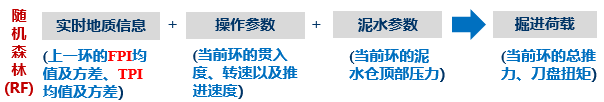 随机森林(RF)
实时地质信息 + 操作参数 + 泥水参数 掘进荷载
(上一环的FPI均值及方差、TPI均值及方差)
(当前环的贯入度、转速以及推进速度)
(当前环的泥水仓顶部压力)
(当前环的总推力、刀盘扭矩)